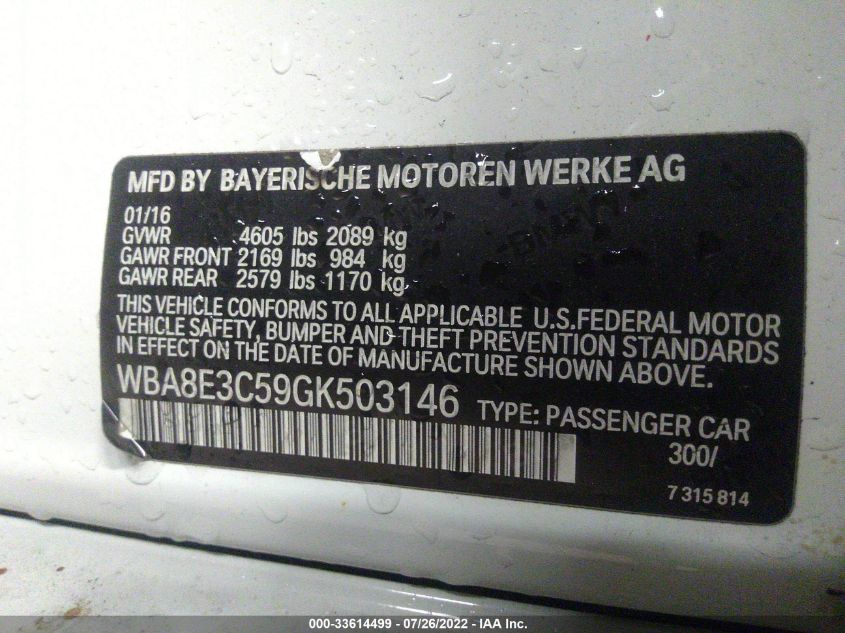 MFD BY BAYERISCHE MOTOREN WERKE AG
01/16
GVWR 4605 lbs 2089 kg
GAWR FRONT 2169 lbs 984 kg
GAWR REAR 2579 lbs 1170 kg
THIS VEHICLE CONFORMS TO ALL APPLICABLE U.S.FEDERAL MOTOR
VEHICLE SAFETY, BUMPER AND THEFT PREVENTION STANDARDS
IN EFFECT ON THE DATE OF MANUFACTURE SHOWN ABOVE.
WBA8E3C59GK503146 TYPE: PASSENGER CAR
300/
7 315 814
000-33614499 - 07/26/2022 - IAA Inc.